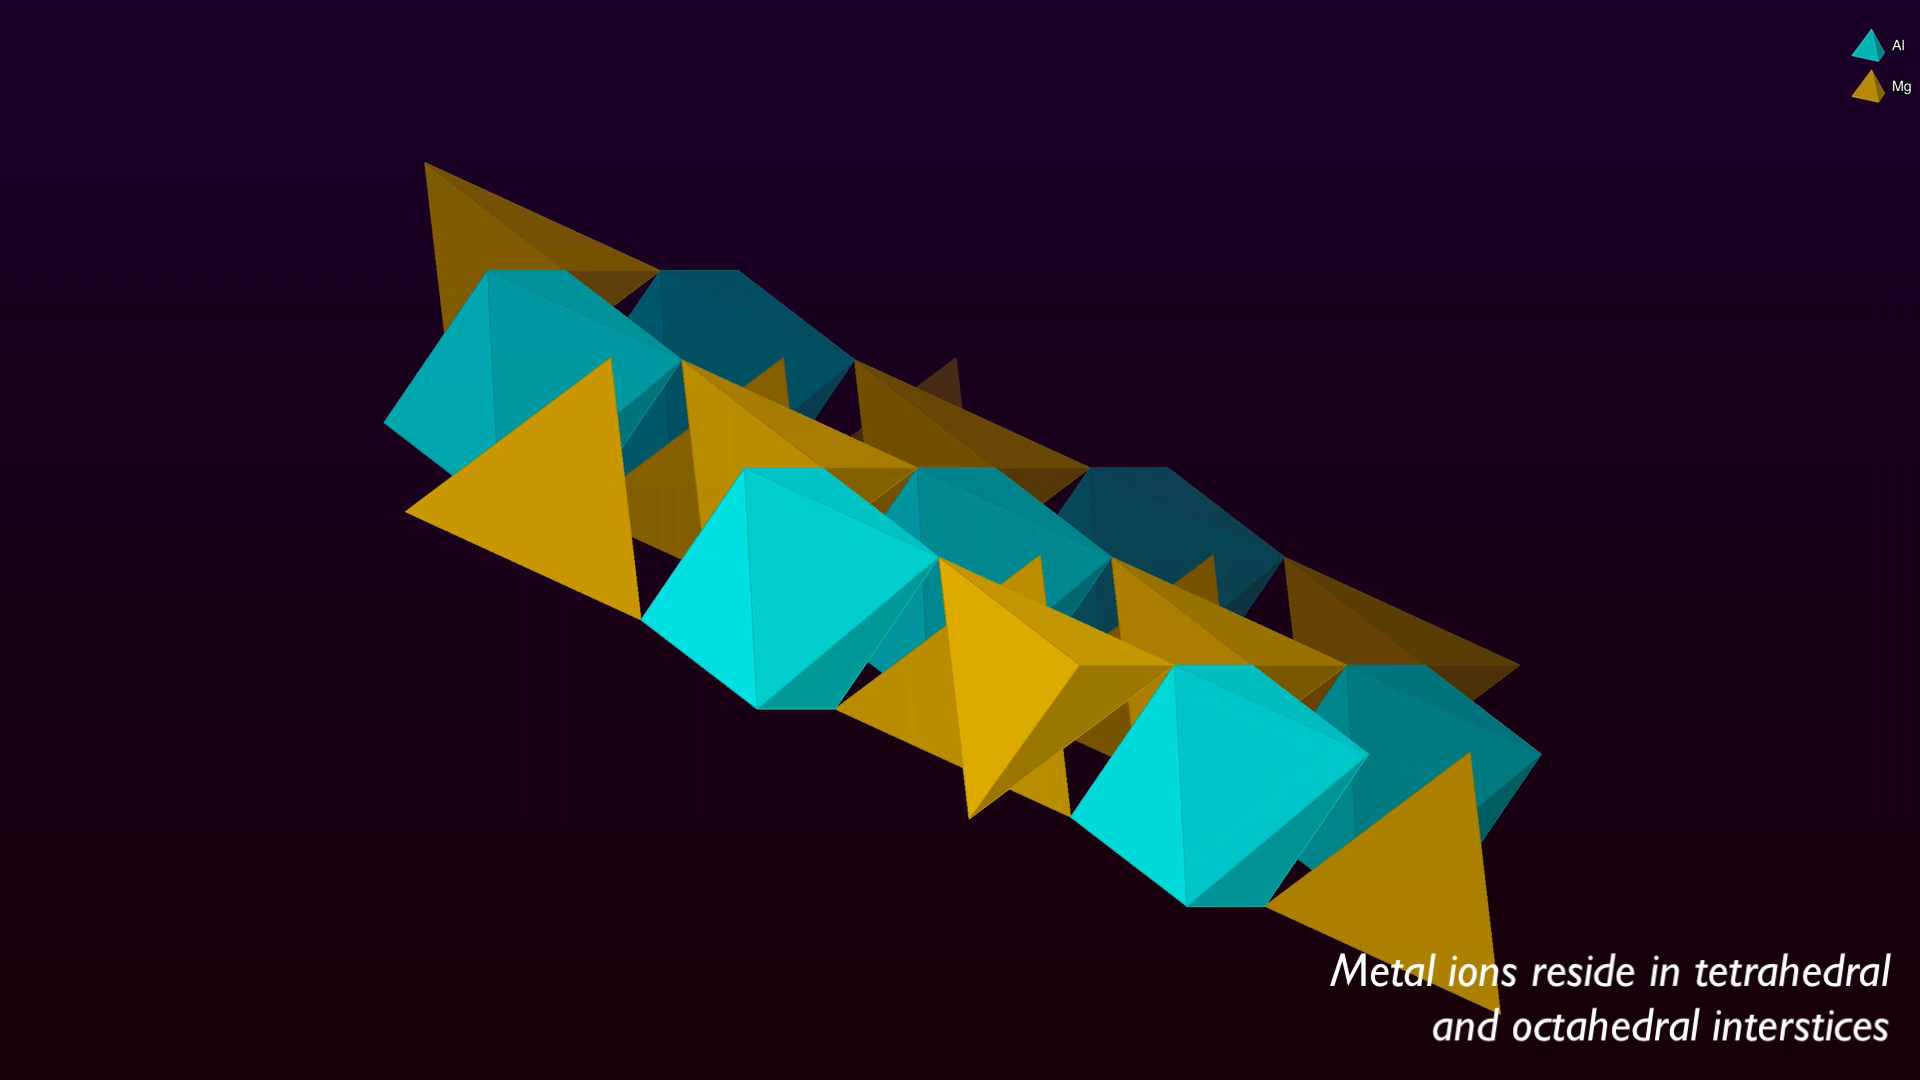 Al
Mg
Metal ions reside in tetrahedral
and octahedral interstices